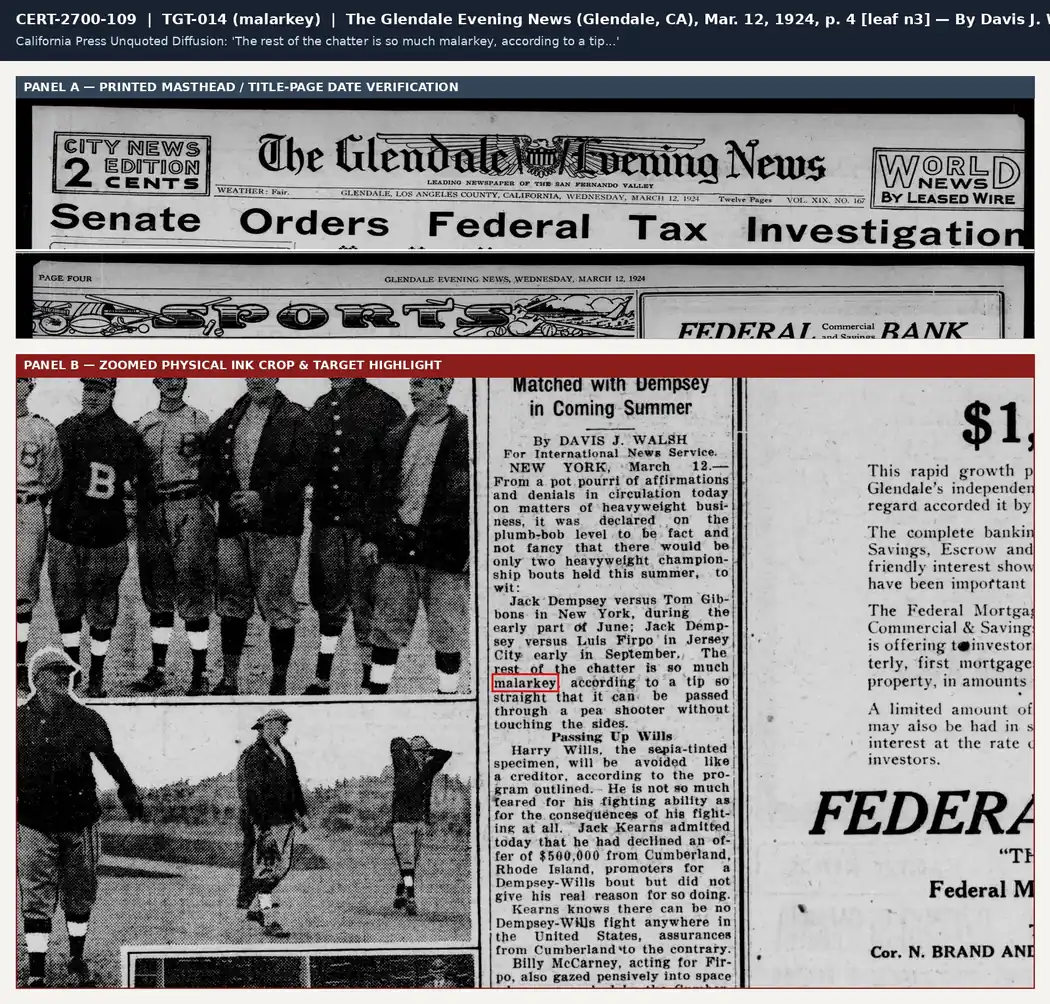 CERT-2700-109 | TGT-014 (malarkey) | The Glendale Evening News (Glendale, CA), Mar. 12, 1924, p. 4 [leaf n3] — By Davis J.
California Press Unquoted Diffusion: 'The rest of the chatter is so much malarkey, according to a tip...'
PANEL A — PRINTED MASTHEAD / TITLE-PAGE DATE VERIFICATION
CITY NEWS
2 EDITION
CENTS
The Glendale Evening News
LEADING NEWSPAPER OF THE SAN FERNANDO VALLEY
WEATHER: Fair.
GLENDALE, LOS ANGELES COUNTY, CALIFORNIA, WEDNESDAY, MARCH 12, 1924
Twelve Pages
VOL. XIX. NO. 167
WORLD
NEWS
BY LEASED WIRE
Senate Orders Federal Tax Investigation
PAGE FOUR
GLENDALE EVENING NEWS, WEDNESDAY, MARCH 12, 1924
SPORTS
FEDERAL Commercial and Savings BANK
PANEL B — ZOOMED PHYSICAL INK CROP & TARGET HIGHLIGHT
B
B
B
Matched with Dempsey
in Coming Summer
By DAVIS J. WALSH
For International News Service.
NEW YORK, March 12.—
From a pot pourri of affirmations
and denials in circulation today
on matters of heavyweight busi-
ness, it was declared on the
plumb-bob level to be fact and
not fancy that there would be
only two heavyweight champion-
ship bouts held this summer, to
wit:
Jack Dempsey versus Tom Gib-
bons in New York, during the
early part of June; Jack Demp-
sey versus Luis Firpo in Jersey
City early in September. The
rest of the chatter is so much
malarkey, according to a tip so
straight that it can be passed
through a pea shooter without
touching the sides.
Passing Up Wills
Harry Wills, the sepia-tinted
specimen, will be avoided like
a creditor, according to the pro-
gram outlined. He is not so much
feared for his fighting ability as
for the consequences of his fight-
ing at all. Jack Kearns admitted
today that he had declined an of-
fer of $500,000 from Cumberland,
Rhode Island, promoters for a
Dempsey-Wills bout but did not
give his real reason for so doing.
Kearns knows there can be no
Dempsey-Wills fight anywhere in
the United States, assurances
from Cumberland to the contrary.
Billy McCarney, acting for Fir-
po, also gazed pensively into space
$1,
This rapid growth
Glendale's
regard accorded it by
The complete
Savings, Escrow and
friendly interest
have been important
The Federal
Commercial &
is offering to
terly, first mortgage
property, in amounts
A limited amount of
may also be had in
interest at the rate
investors.
FEDERA
Federal
Cor. N. BRAND